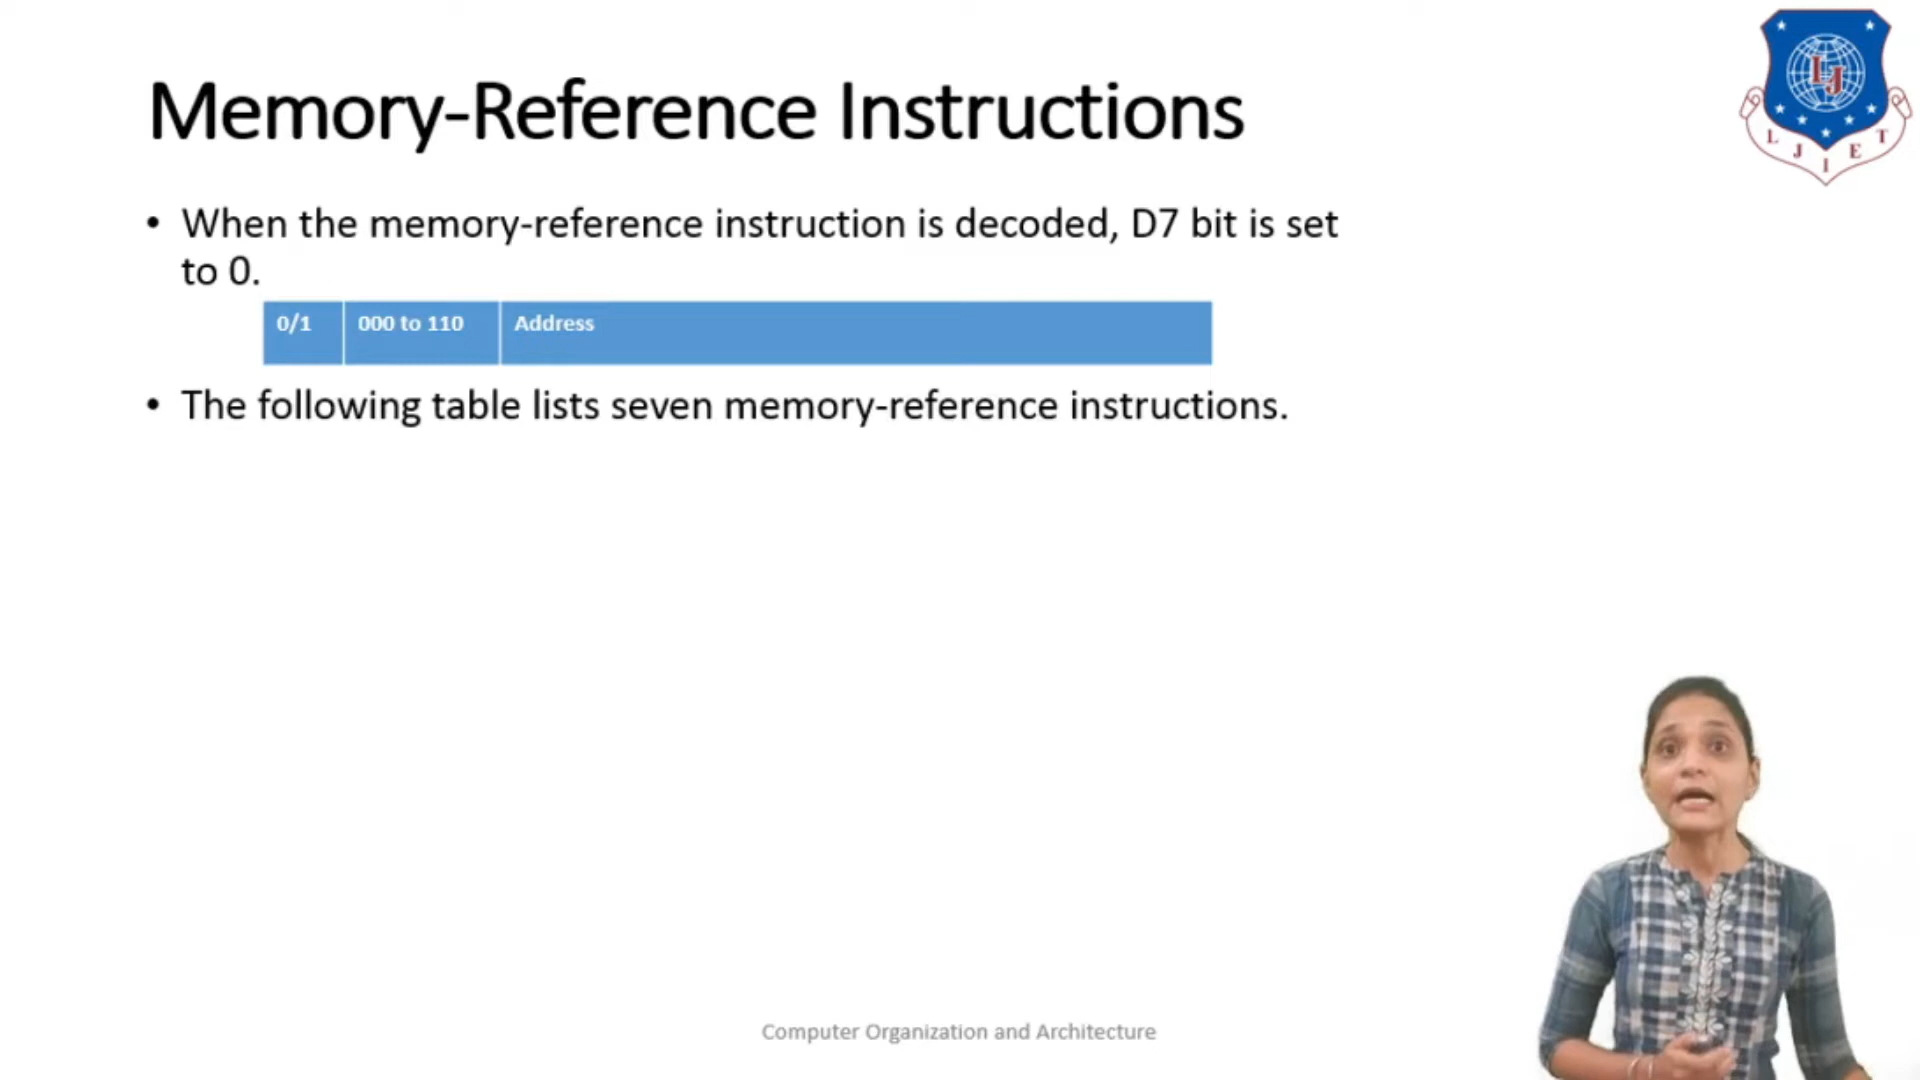 Memory-Reference Instructions
• When the memory-reference instruction is decoded, D7 bit is set
to 0.
0/1 000 to 110 Address
• The following table lists seven memory-reference instructions.
Computer Organization and Architecture
LJ
L J I E T